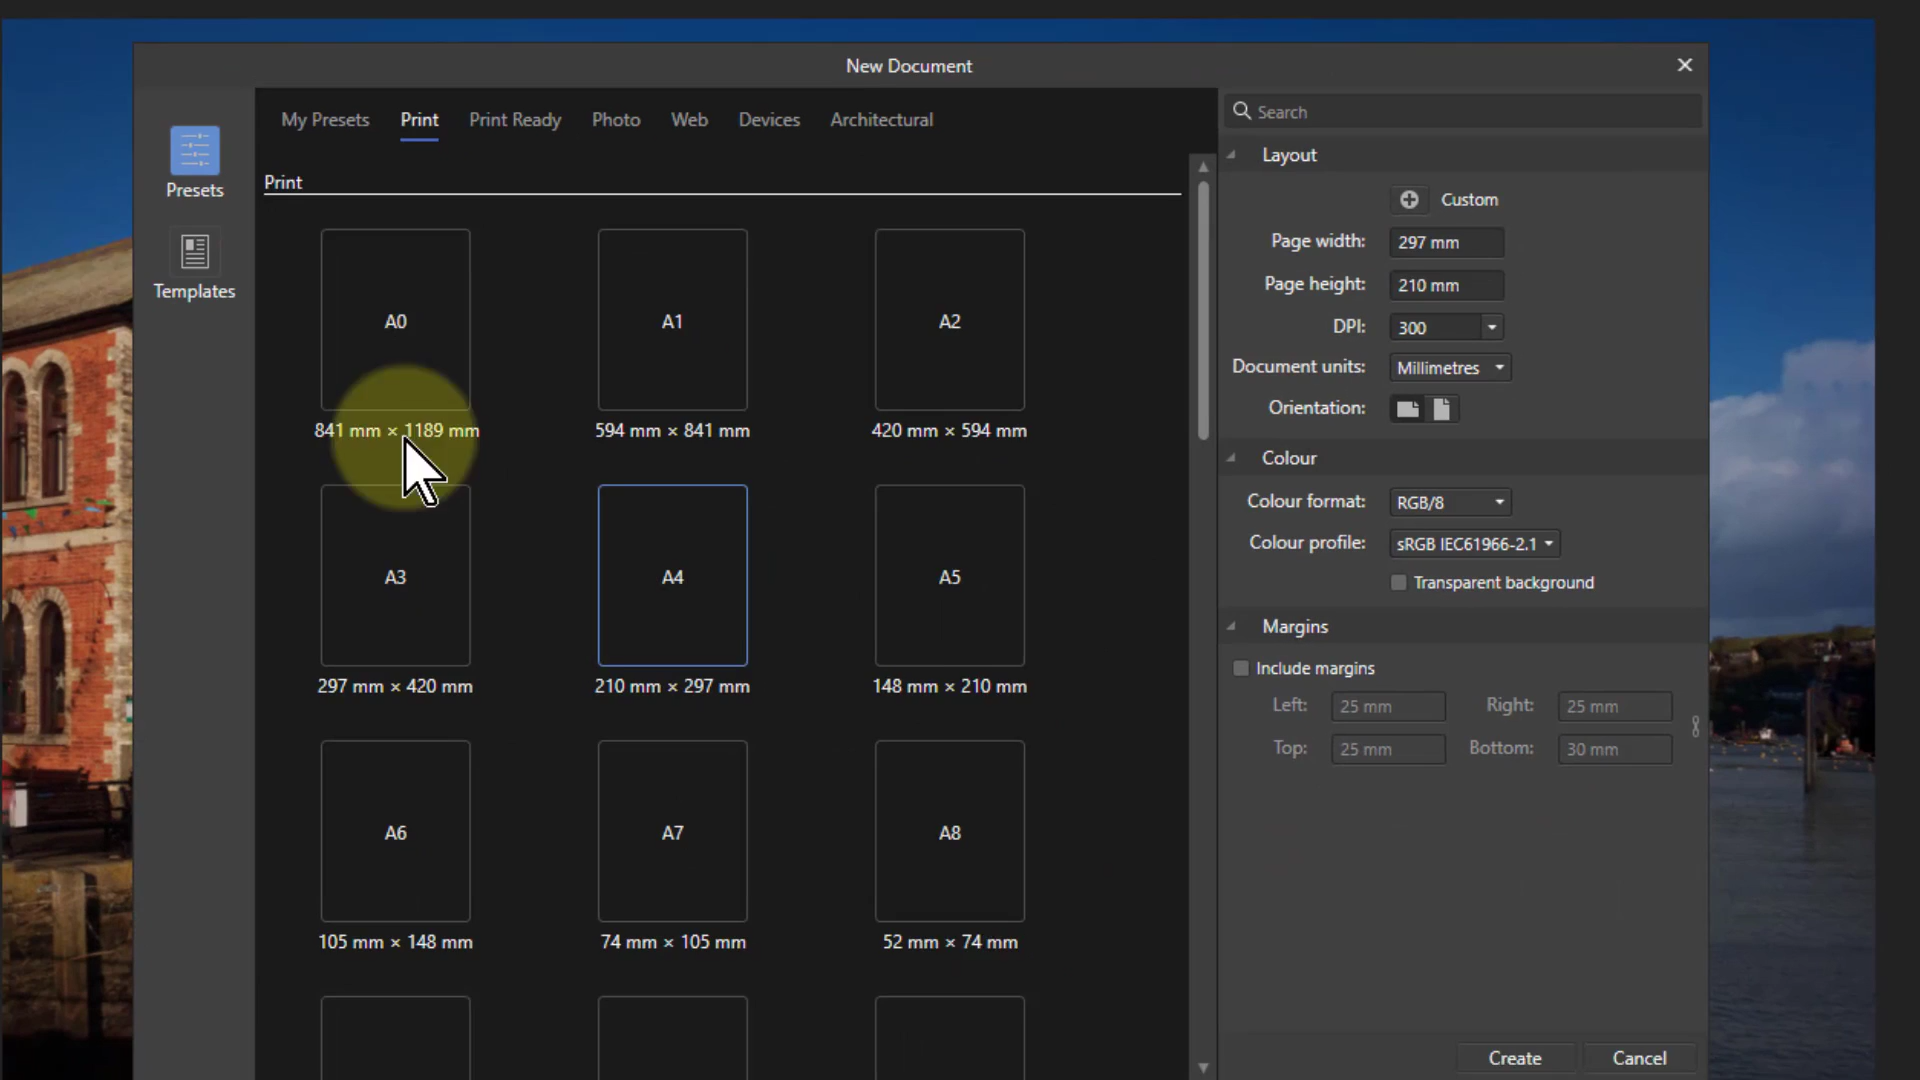 New Document
Presets
Templates
My Presets Print Print Ready Photo Web Devices Architectural
Print
A0 A1 A2
841 mm × 1189 mm 594 mm × 841 mm 420 mm × 594 mm
A3 A4 A5
297 mm × 420 mm 210 mm × 297 mm 148 mm × 210 mm
A6 A7 A8
105 mm × 148 mm 74 mm × 105 mm 52 mm × 74 mm
Search
Layout
Custom
Page width: 297 mm
Page height: 210 mm
DPI: 300
Document units: Millimetres
Orientation:
Colour
Colour format: RGB/8
Colour profile: sRGB IEC61966-2.1
Transparent background
Margins
Include margins
Left: 25 mm Right: 25 mm
Top: 25 mm Bottom: 30 mm
Create Cancel